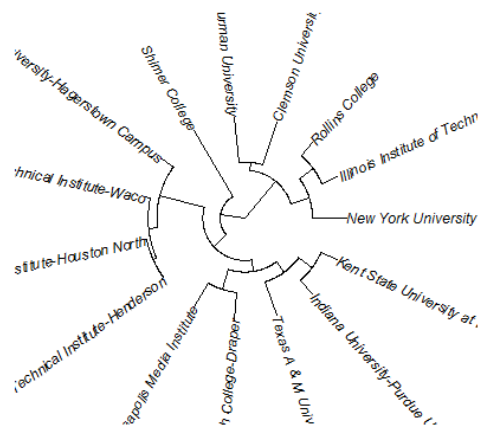 Shimer College
urman University
Clemson University
Rollins College
Illinois Institute of Techn
New York University
Kent State University at
Indiana University-Purdue U
Texas A & M Univ
h College-Draper
apolis Media Institute
Technical Institute-Henderson
stitute-Houston North
hnical Institute-Waco
versity-Hagerstown Campus